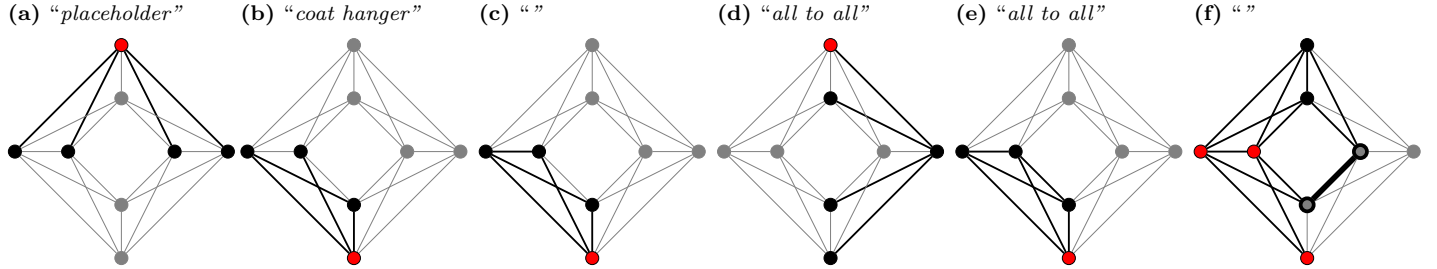 (a) “placeholder” (b) “coat hanger” (c) “” (d) “all to all” (e) “all to all” (f) “”